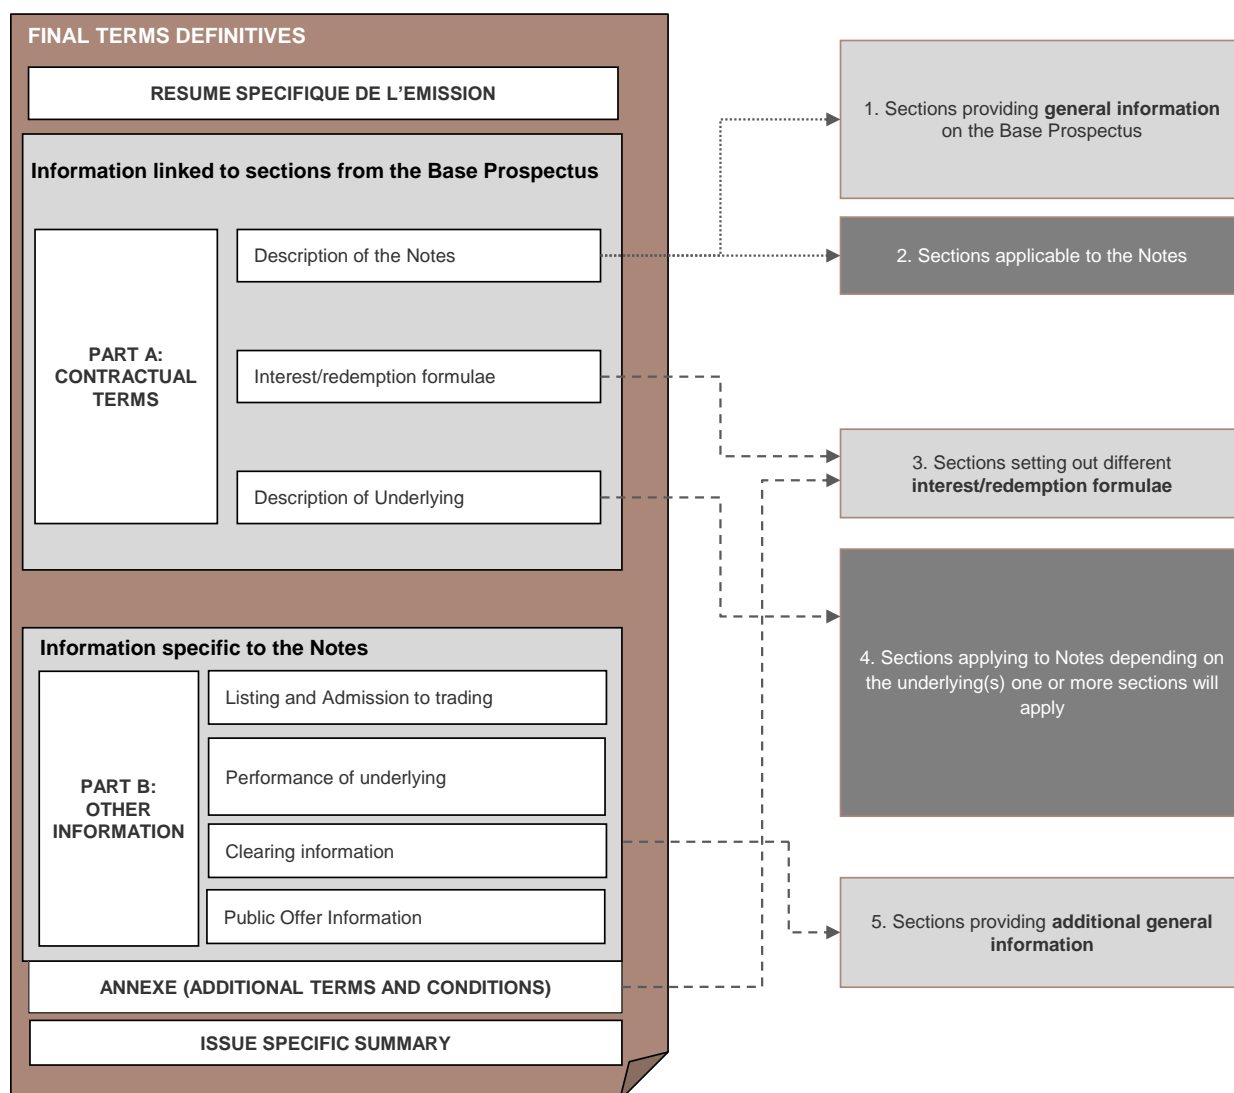 FINAL TERMS DEFINITIVES
RESUME SPECIFIQUE DE L'EMISSION
Information linked to sections from the Base Prospectus
PART A:
CONTRACTUAL
TERMS
Description of the Notes
Interest/redemption formulae
Description of Underlying
Information specific to the Notes
PART B:
OTHER
INFORMATION
Listing and Admission to trading
Performance of underlying
Clearing information
Public Offer Information
ANNEXE (ADDITIONAL TERMS AND CONDITIONS)
ISSUE SPECIFIC SUMMARY
1. Sections providing general information
on the Base Prospectus
2. Sections applicable to the Notes
3. Sections setting out different
interest/redemption formulae
4. Sections applying to Notes depending on
the underlying(s) one or more sections will
apply
5. Sections providing additional general
information